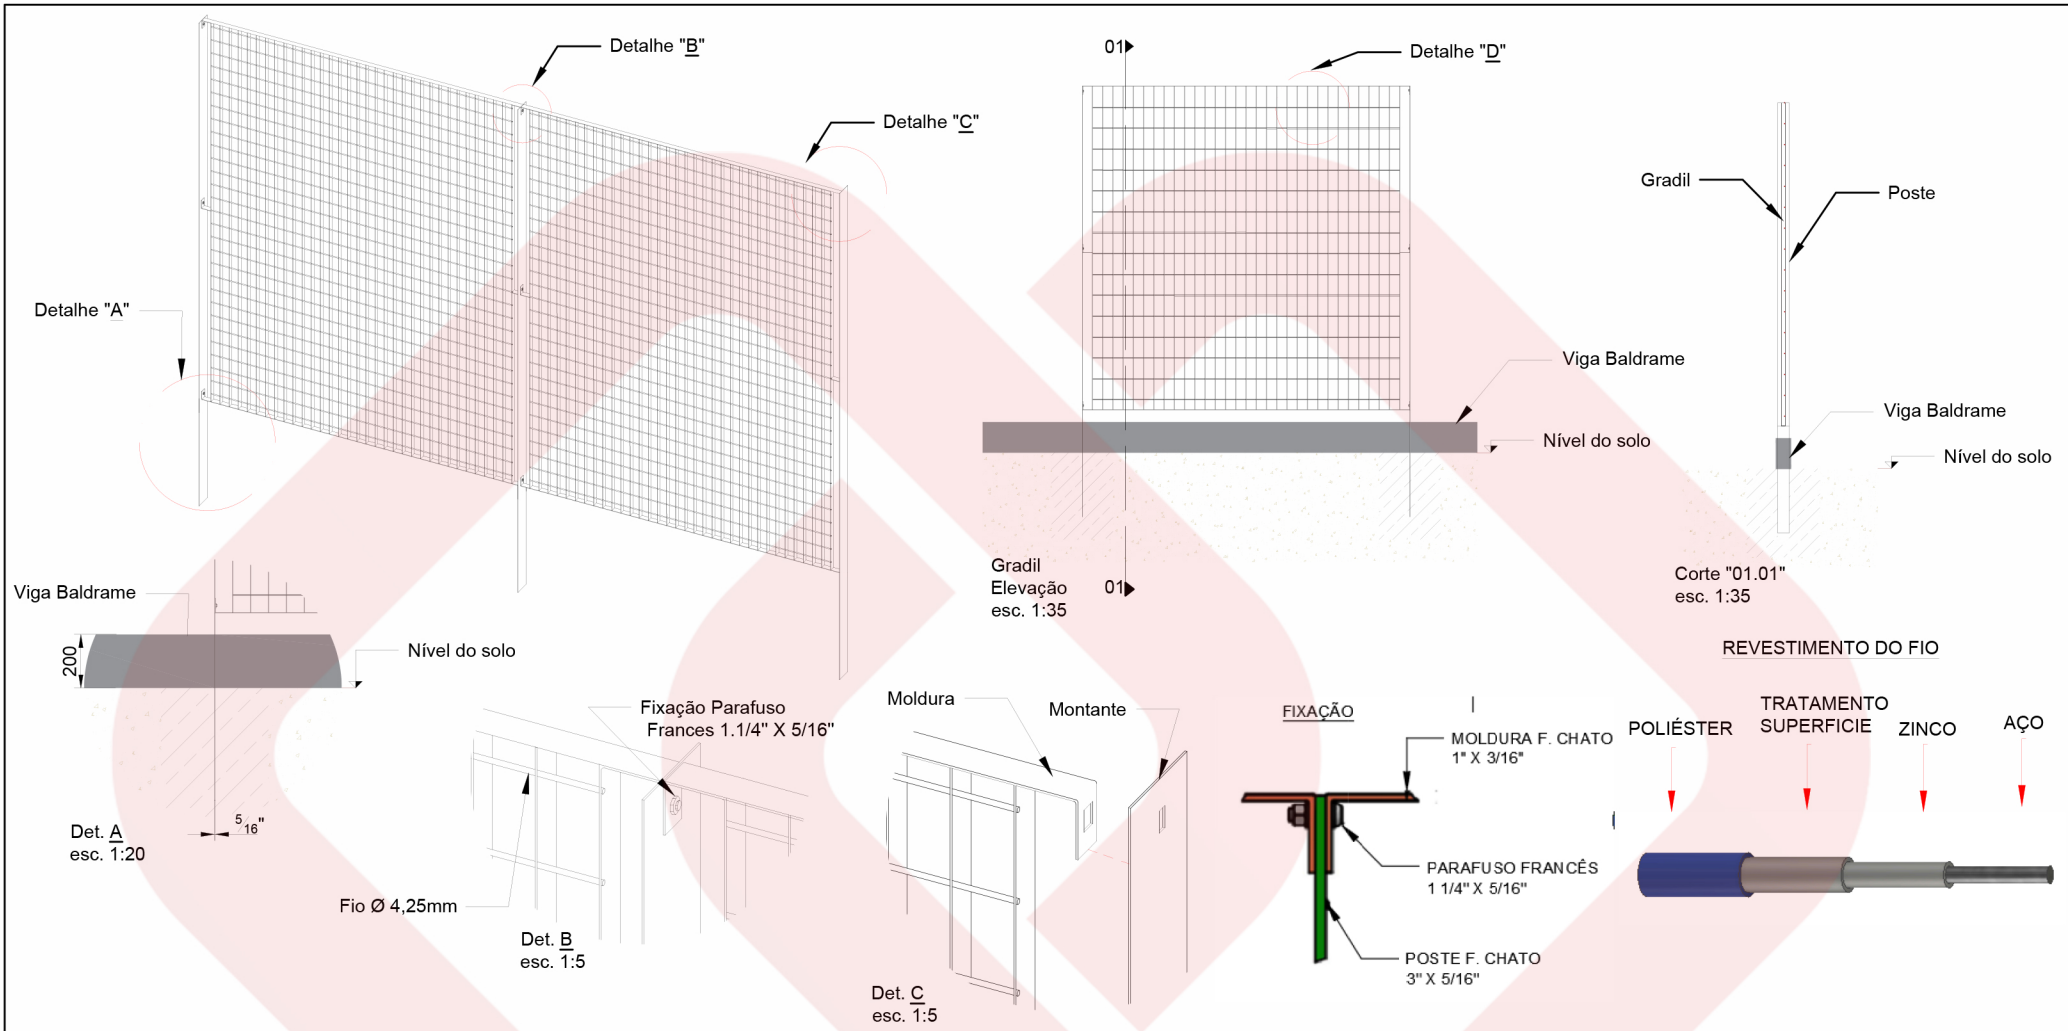 Detalhe "B"
Detalhe "C"
Detalhe "A"
01
Detalhe "D"
Viga Baldrame
Nível do solo
Gradil
Elevação
esc. 1:35
01
Gradil
Poste
Viga Baldrame
Nível do solo
Corte "01.01"
esc. 1:35
Viga Baldrame
200
Nível do solo
5/16"
Det. A
esc. 1:20
Fixação Parafuso
Frances 1.1/4" X 5/16"
Fio Ø 4,25mm
Det. B
esc. 1:5
Moldura
Montante
Det. C
esc. 1:5
FIXAÇÃO
MOLDURA F. CHATO
1" X 3/16"
PARAFUSO FRANCÊS
1 1/4" X 5/16"
POSTE F. CHATO
3" X 5/16"
REVESTIMENTO DO FIO
POLIÉSTER
TRATAMENTO
SUPERFICIE
ZINCO
AÇO